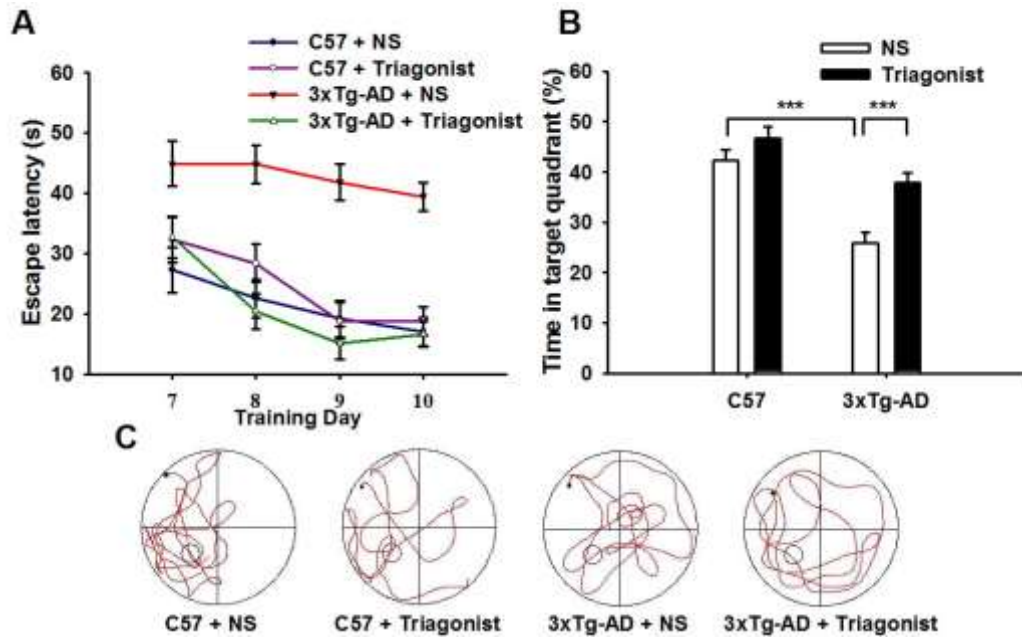 A
C57 + NS
C57 + Triagonist
3xTg-AD + NS
3xTg-AD + Triagonist
Escape latency (s)
60
50
40
30
20
10
7 8 9 10
Training Day
B
NS
Triagonist
Time in target quadrant (%)
60
50
40
30
20
10
0
*** ***
C57 3xTg-AD
C
C57 + NS C57 + Triagonist 3xTg-AD + NS 3xTg-AD + Triagonist